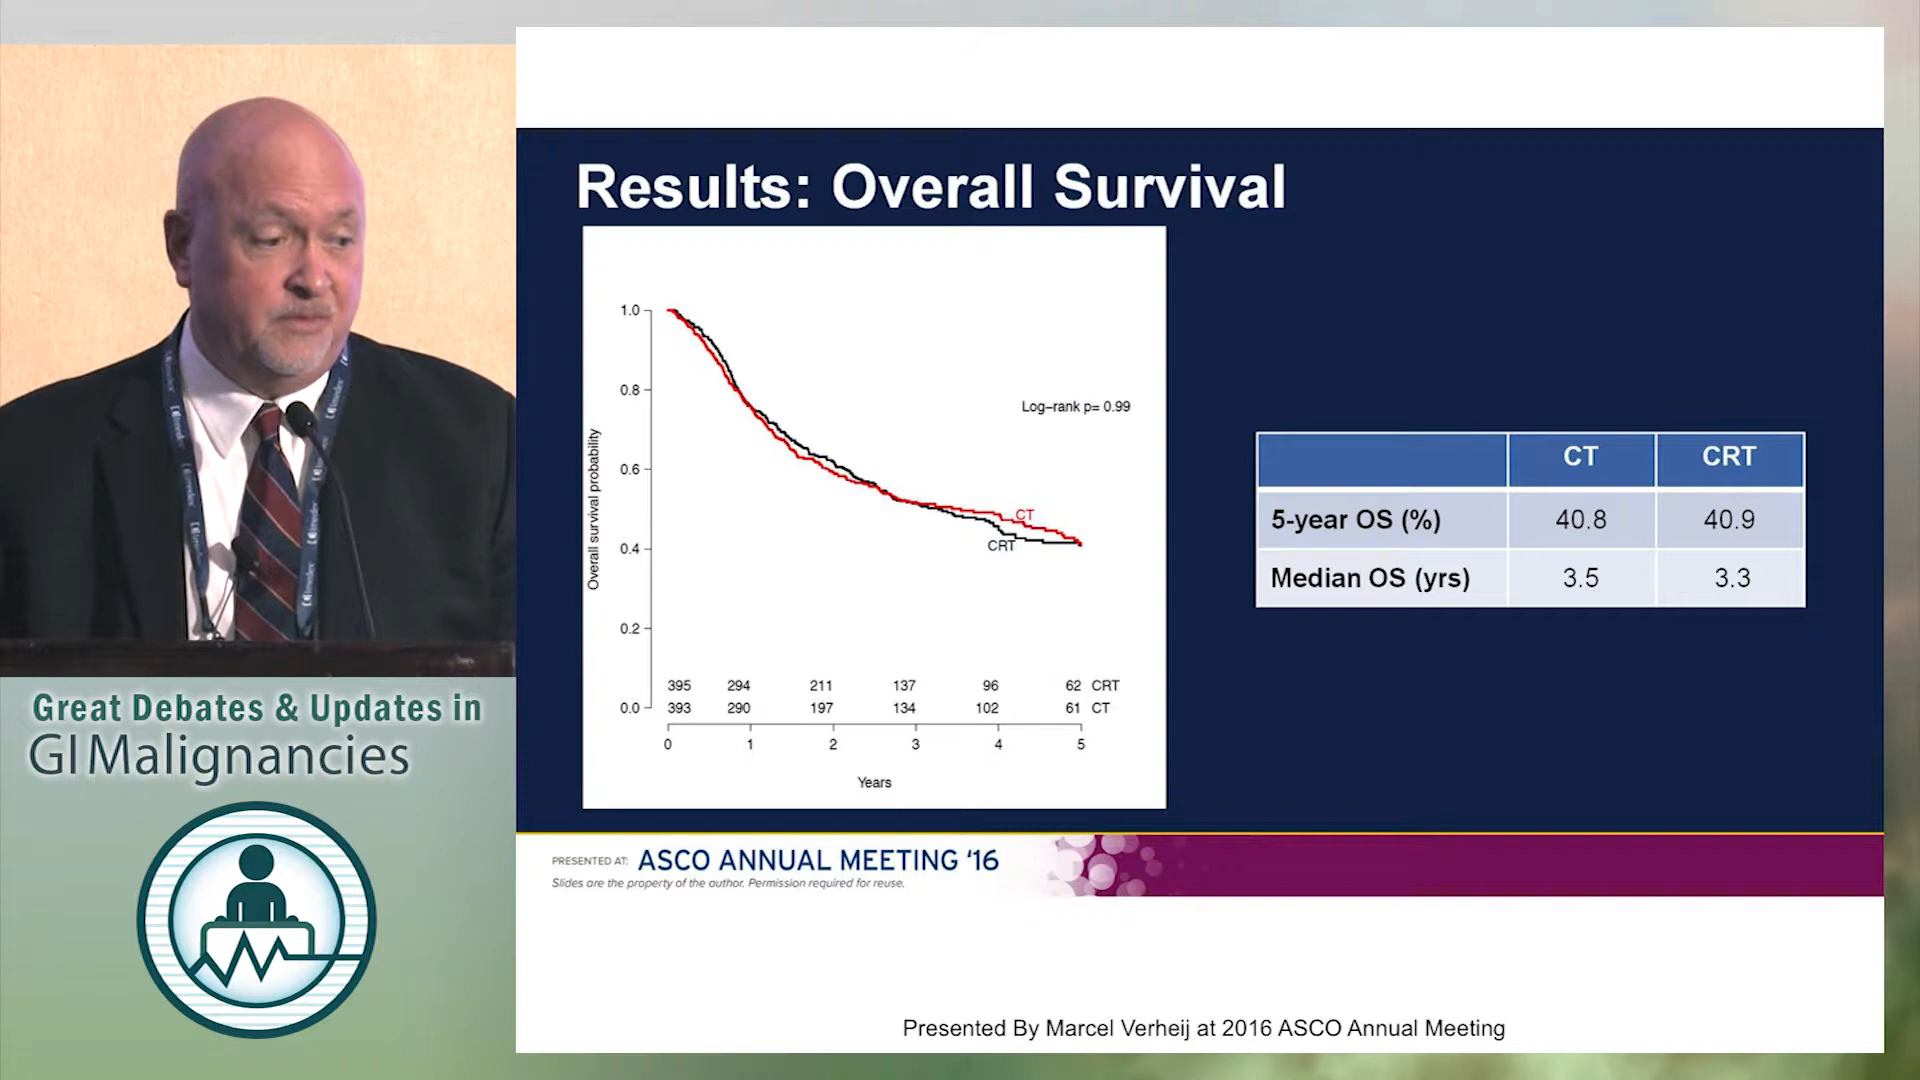 Results: Overall Survival
1.0
0.8
0.6
0.4
0.2
0.0
Overall survival probability
Log-rank p= 0.99
CT
CRT
395 294 211 137 96 62 CRT
393 290 197 134 102 61 CT
0 1 2 3 4 5
Years
CT CRT
5-year OS (%) 40.8 40.9
Median OS (yrs) 3.5 3.3
PRESENTED AT: ASCO ANNUAL MEETING ‘16
Slides are the property of the author. Permission required for reuse.
Presented By Marcel Verheij at 2016 ASCO Annual Meeting
Great Debates & Updates in
GI Malignancies